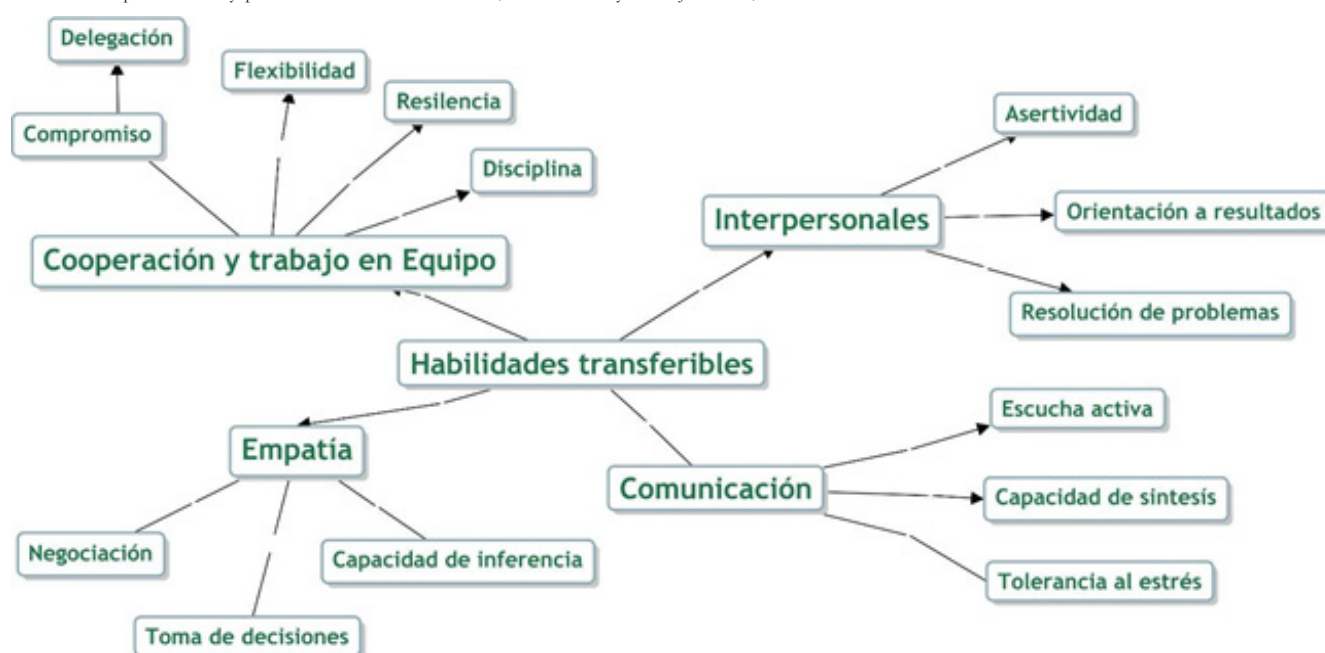 Delegación
Flexibilidad
Resilencia
Compromiso
Disciplina
Cooperación y trabajo en Equipo
Asertividad
Interpersonales
Orientación a resultados
Resolución de problemas
Habilidades transferibles
Empatía
Negociación
Capacidad de inferencia
Toma de decisiones
Comunicación
Escucha activa
Capacidad de sintesís
Tolerancia al estrés